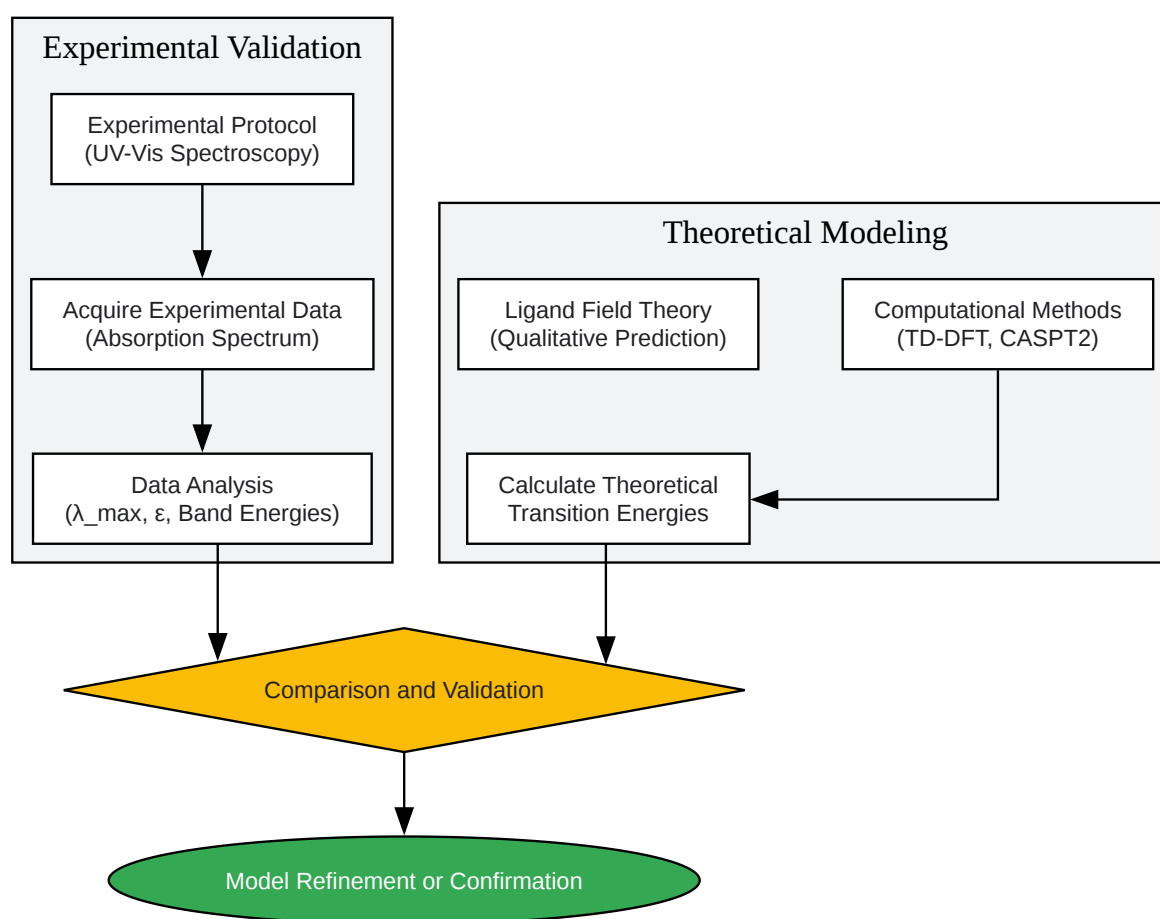 Experimental Validation
Experimental Protocol
(UV-Vis Spectroscopy)
Acquire Experimental Data
(Absorption Spectrum)
Data Analysis
(λ_max, ε, Band Energies)
Theoretical Modeling
Ligand Field Theory
(Qualitative Prediction)
Computational Methods
(TD-DFT, CASPT2)
Calculate Theoretical
Transition Energies
Comparison and Validation
Model Refinement or Confirmation